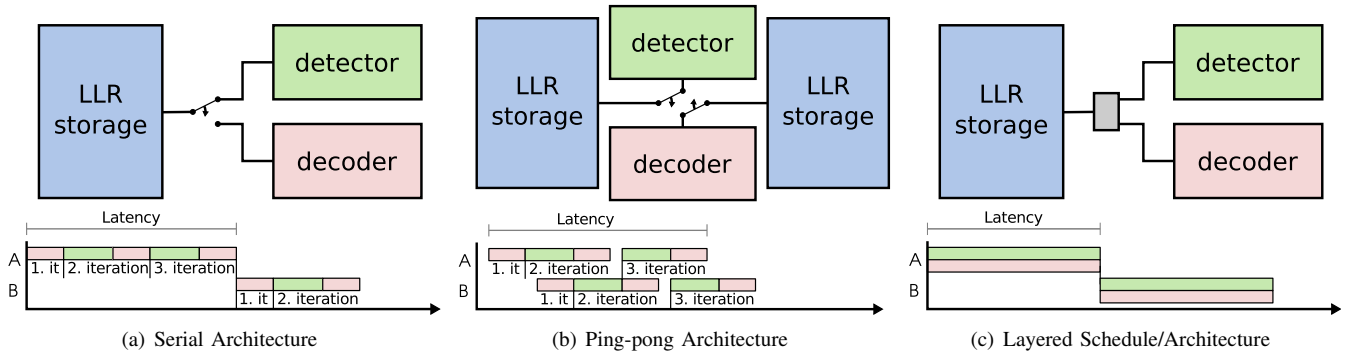 LLR
storage
detector
decoder
Latency
A
1. it 2. iteration 3. iteration
B
1. it 2. iteration
(a) Serial Architecture
LLR
storage
detector
decoder
LLR
storage
Latency
A
1. it 2. iteration 3. iteration
B
1. it 2. iteration 3. iteration
(b) Ping-pong Architecture
LLR
storage
detector
decoder
Latency
A
B
(c) Layered Schedule/Architecture